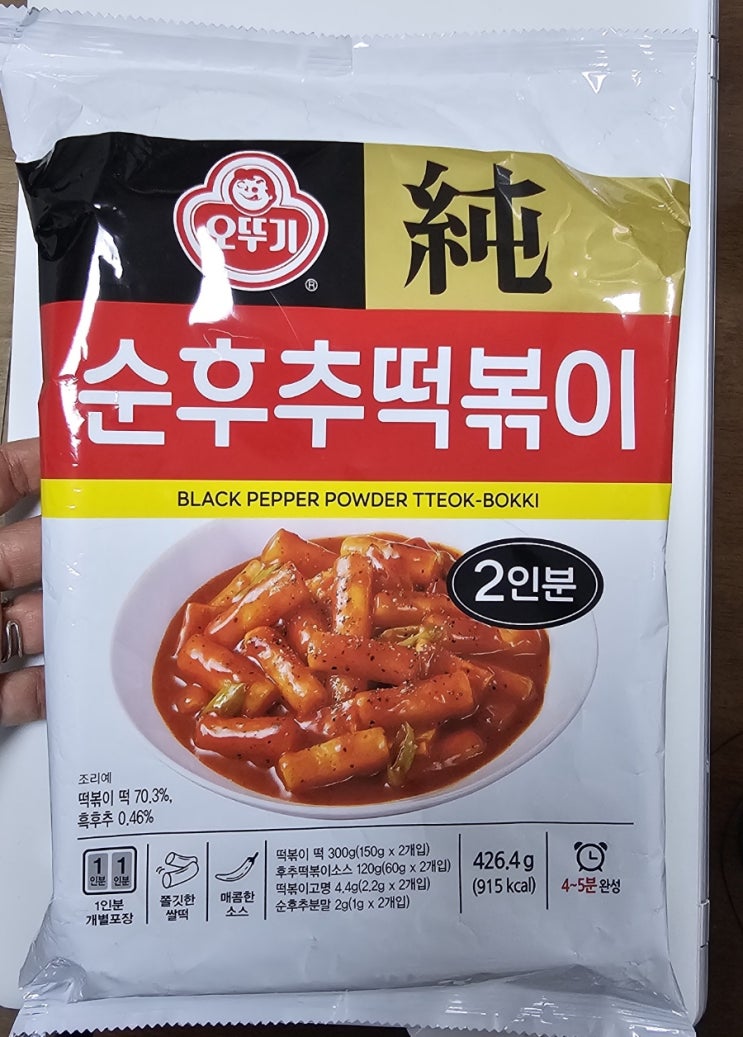 오뚜기
®
純
순후추떡볶이
BLACK PEPPER POWDER TTEOK-BOKKI
2인분
조리예
떡볶이 떡 70.3%,
흑후추 0.46%
1 1
인분 인분
1인분
개별포장
쫄깃한
쌀떡
매콤한
소스
떡볶이 떡 300g(150g x 2개입)
후추떡볶이소스 120g(60g x 2개입)
떡볶이고명 4.4g(2.2g x 2개입)
순후추분말 2g(1g x 2개입)
426.4 g
(915 kcal)
4~5분 완성